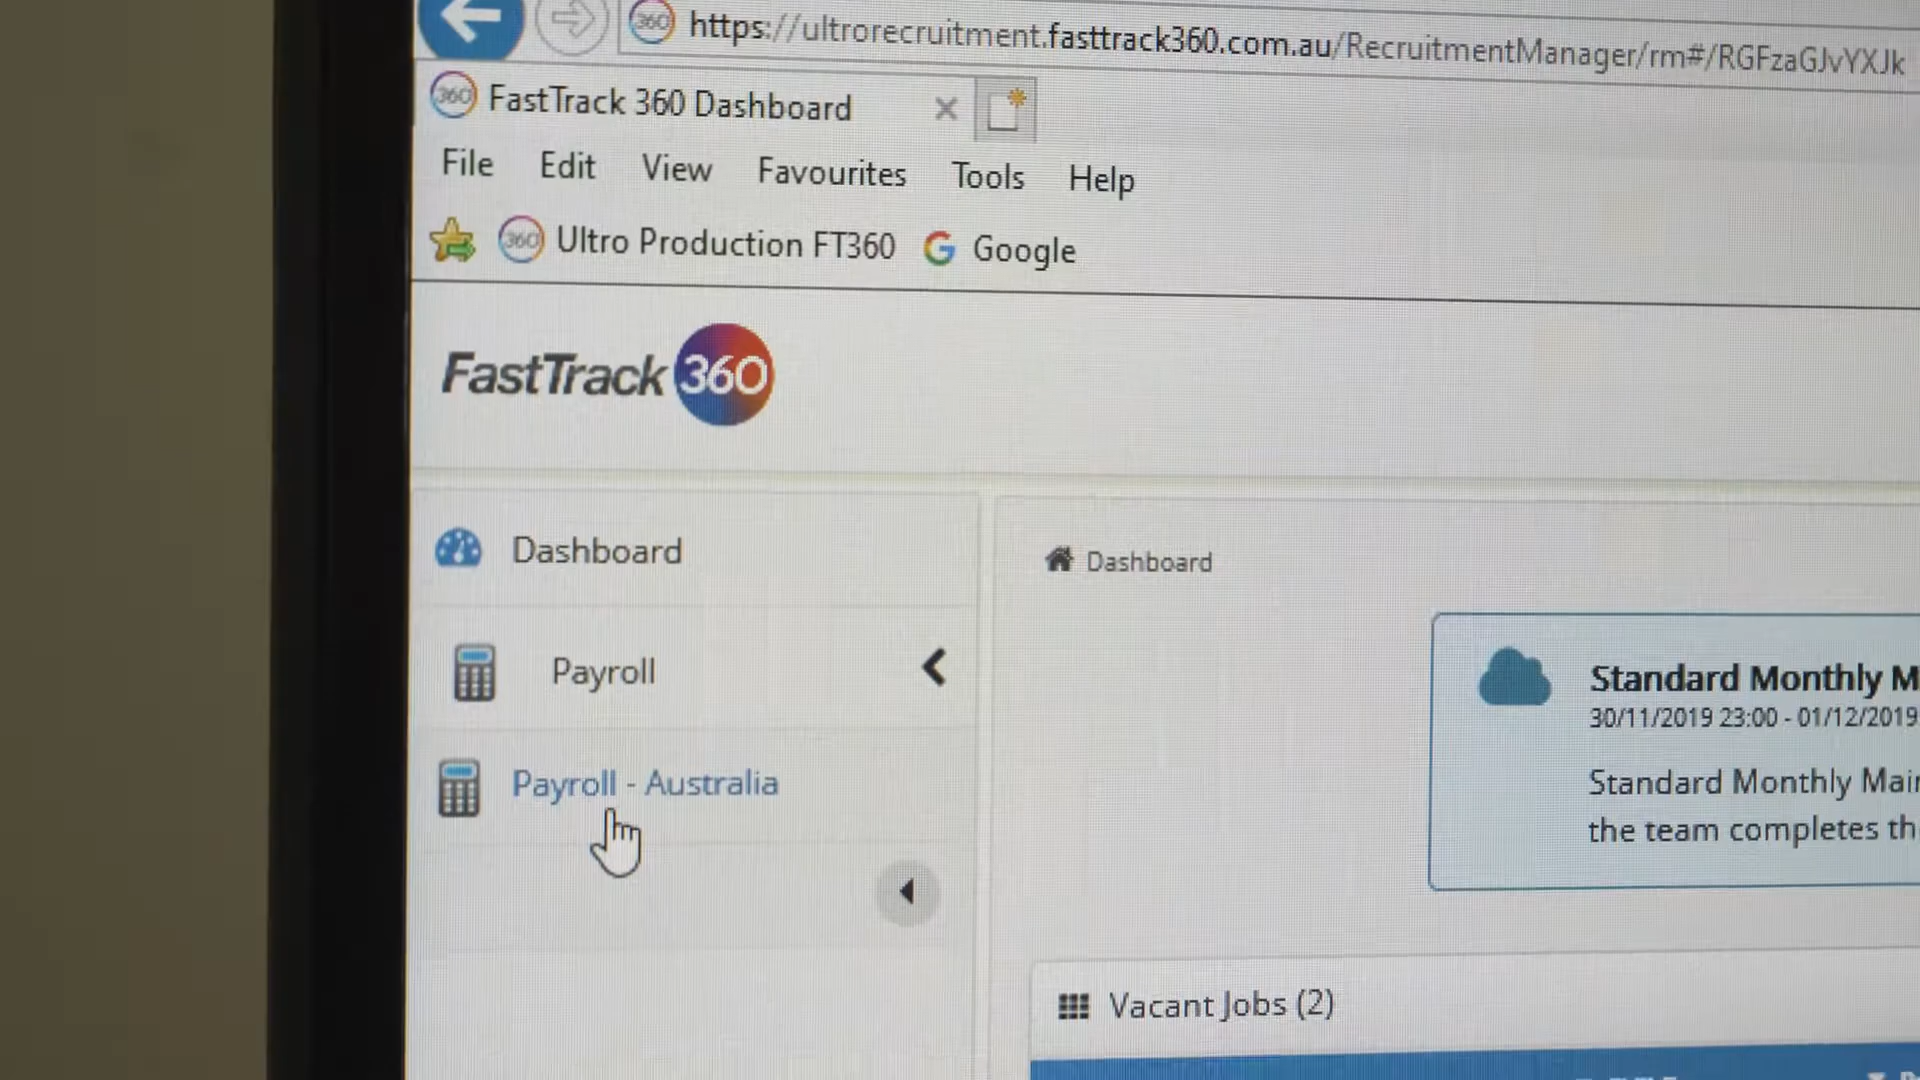 https://ultrorecruitment.fasttrack360.com.au/RecruitmentManager/rm#/RGFzaGJvYXJk
360 FastTrack 360 Dashboard
File Edit View Favourites Tools Help
360 Ultro Production FT360 Google
FastTrack 360
Dashboard
Dashboard
Payroll
Standard Monthly M
30/11/2019 23:00 - 01/12/2019
Payroll - Australia
Standard Monthly Mai
the team completes th
Vacant Jobs (2)